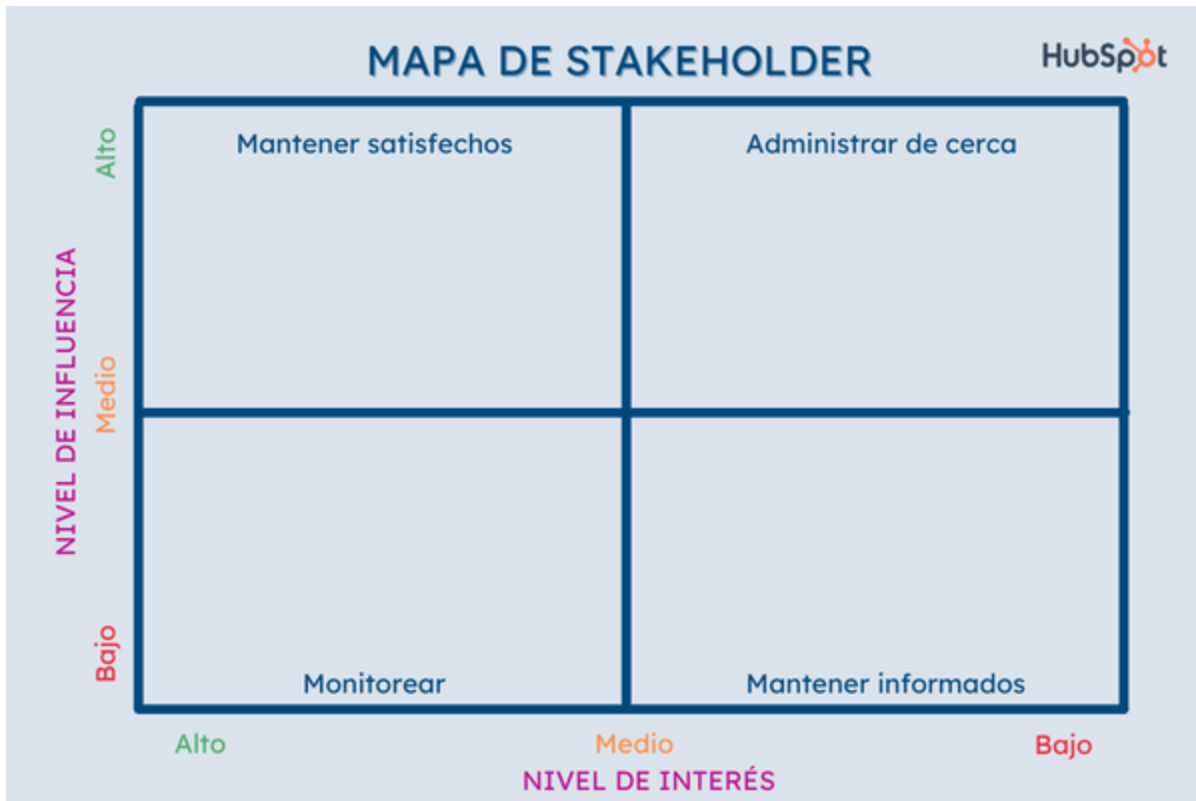 MAPA DE STAKEHOLDER
HubSpot
Alto
Mantener satisfechos
Administrar de cerca
NIVEL DE INFLUENCIA
Medio
Bajo
Monitorear
Mantener informados
Alto
Medio
Bajo
NIVEL DE INTERÉS